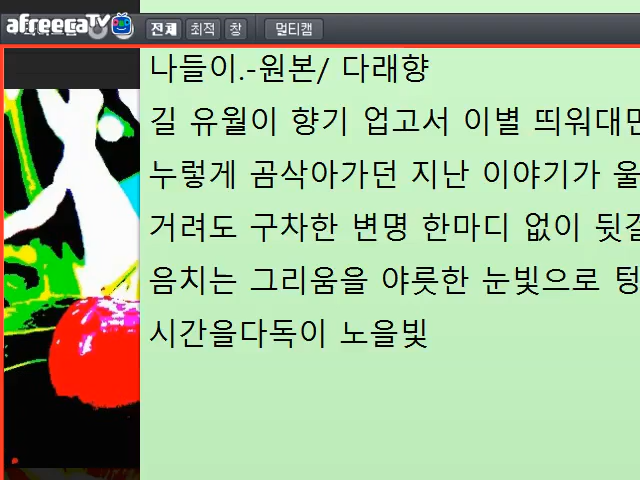 afreecaTV
전체 최적 창 멀티캠
나들이.-원본/ 다래향
길 유월이 향기 업고서 이별 띄워대면
누렇게 곰삭아가던 지난 이야기가 울
거려도 구차한 변명 한마디 없이 뒷길
음치는 그리움을 야릇한 눈빛으로 텅
시간을다독이 노을빛